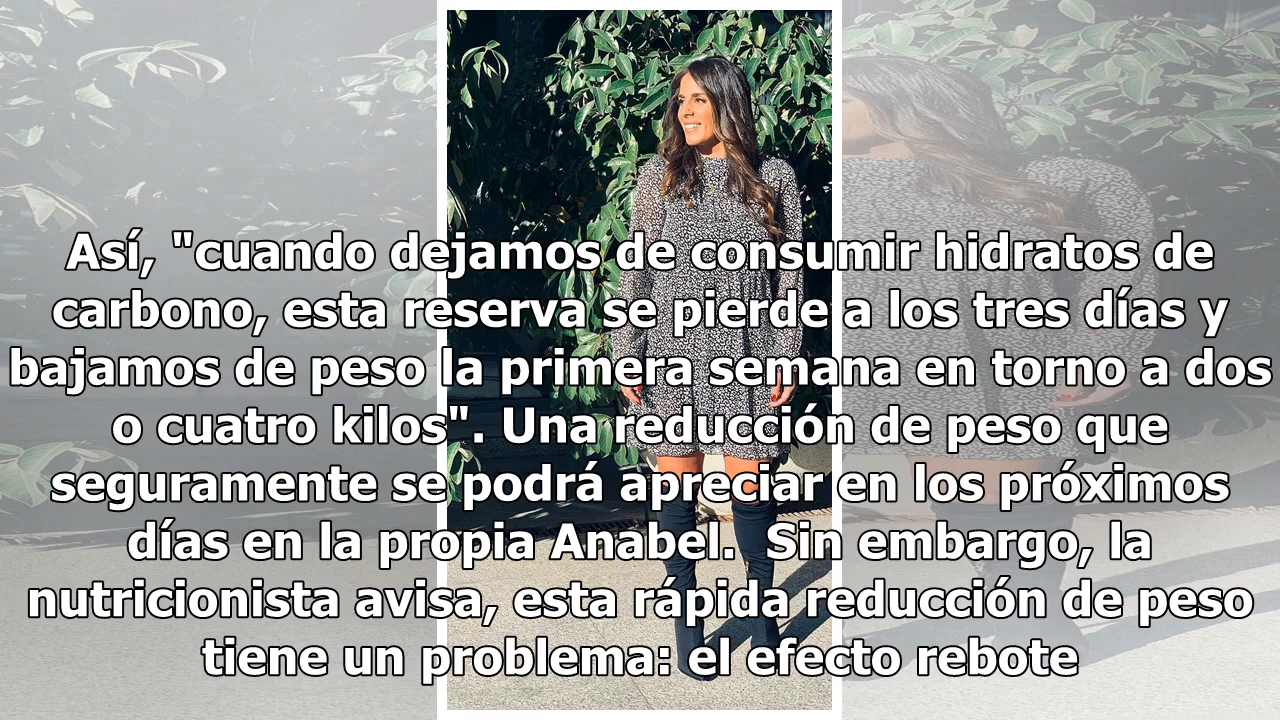 Así, "cuando dejamos de consumir hidratos de
carbono, esta reserva se pierde a los tres días y
bajamos de peso la primera semana en torno a dos
o cuatro kilos". Una reducción de peso que
seguramente se podrá apreciar en los próximos
días en la propia Anabel.  Sin embargo, la
nutricionista avisa, esta rápida reducción de peso
tiene un problema: el efecto rebote